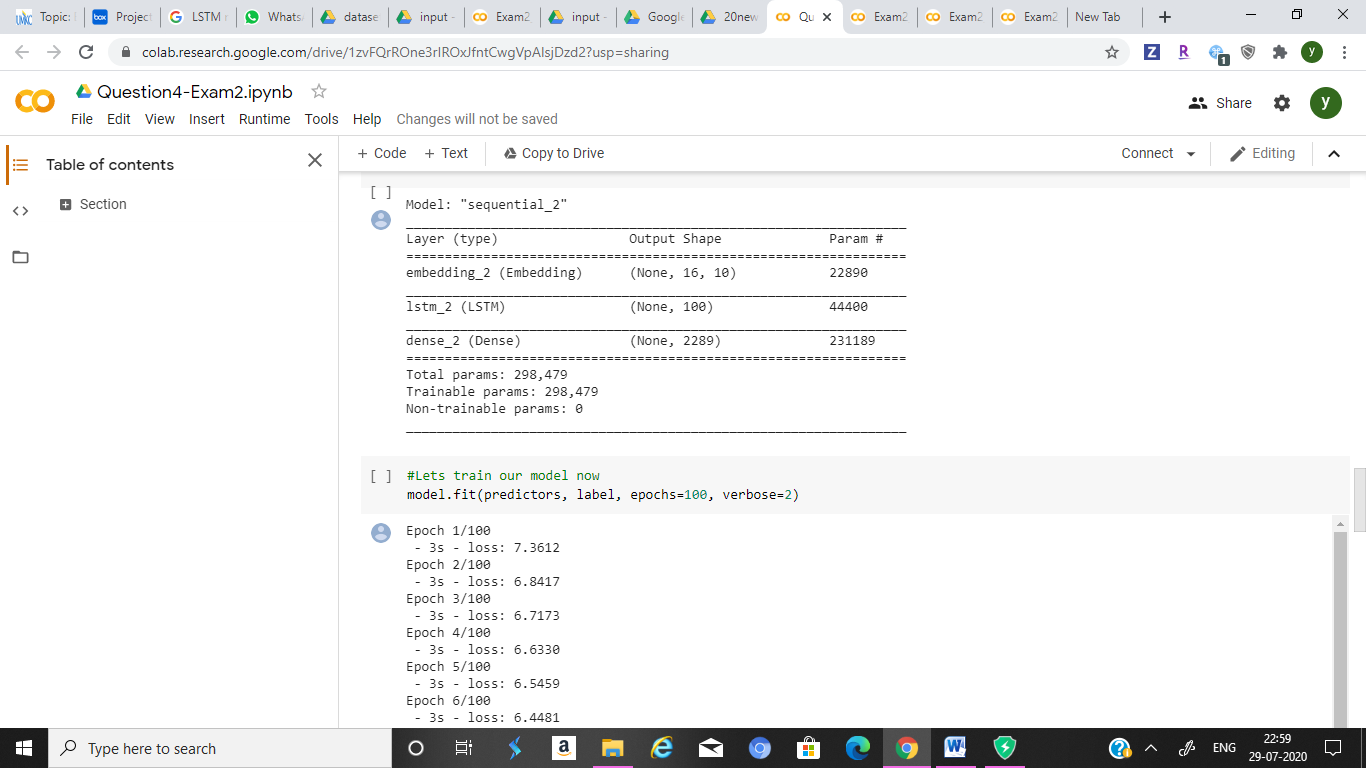 Topic:
box
Project
LSTM
Whats
datase
input -
Exam2
input -
Google
20new
Qu
Exam2
Exam2
Exam2
New Tab
colab.research.google.com/drive/1zvFQrROne3rIROxJfntCwgVpAIsjDzd2?usp=sharing
Z
R
1
y
Question4-Exam2.ipynb
Share
y
File Edit View Insert Runtime Tools Help Changes will not be saved
Table of contents
+ Code + Text Copy to Drive Connect Editing
Section
[ ]
Model: "sequential_2"
Layer (type) Output Shape Param #
=================================================================
embedding_2 (Embedding) (None, 16, 10) 22890
lstm_2 (LSTM) (None, 100) 44400
dense_2 (Dense) (None, 2289) 231189
=================================================================
Total params: 298,479
Trainable params: 298,479
Non-trainable params: 0
[ ] #Lets train our model now
model.fit(predictors, label, epochs=100, verbose=2)
Epoch 1/100
- 3s - loss: 7.3612
Epoch 2/100
- 3s - loss: 6.8417
Epoch 3/100
- 3s - loss: 6.7173
Epoch 4/100
- 3s - loss: 6.6330
Epoch 5/100
- 3s - loss: 6.5459
Epoch 6/100
- 3s - loss: 6.4481
Type here to search
a
W
ENG
22:59
29-07-2020